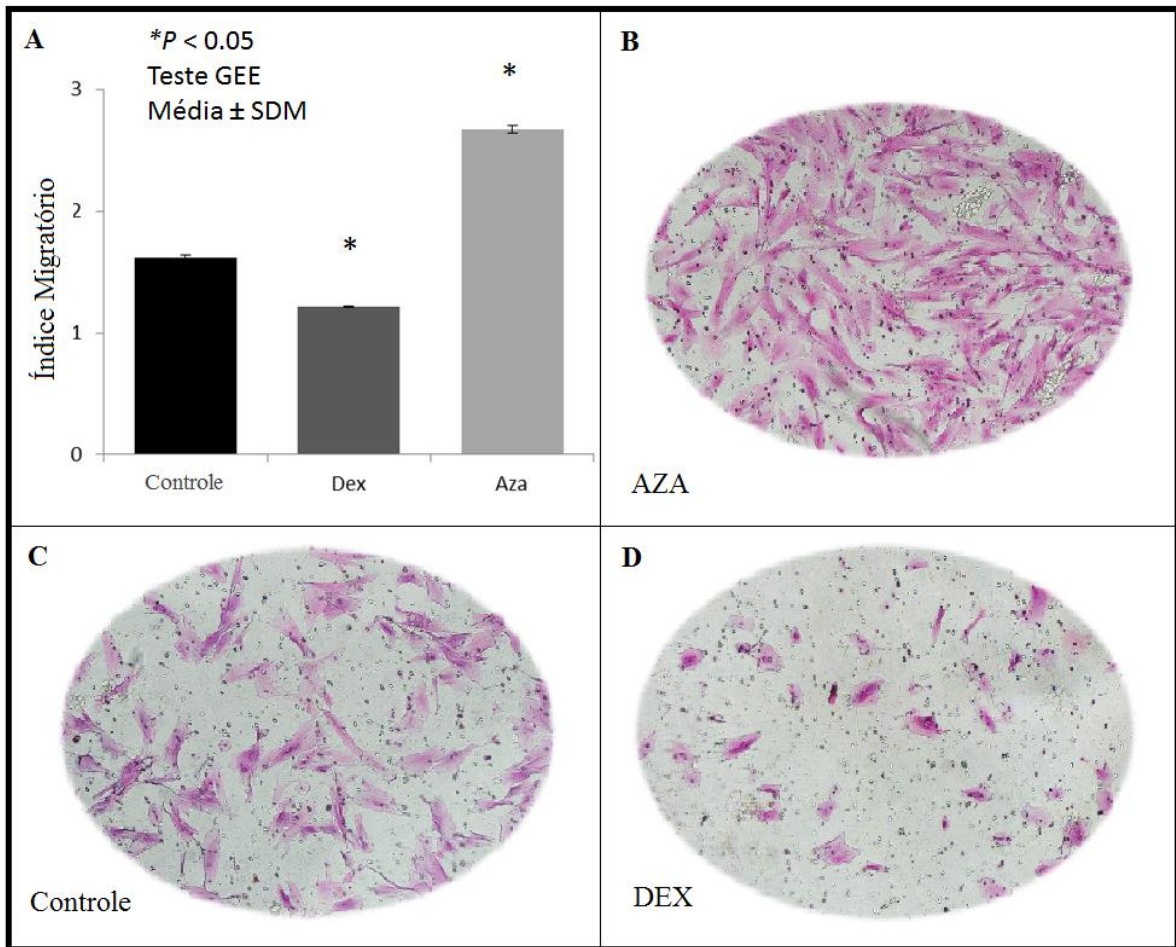 A
*P < 0.05
Teste GEE
Média ± SDM
*
*
3
2
1
0
Índice Migratório
Controle
Dex
Aza
B
AZA
C
Controle
D
DEX